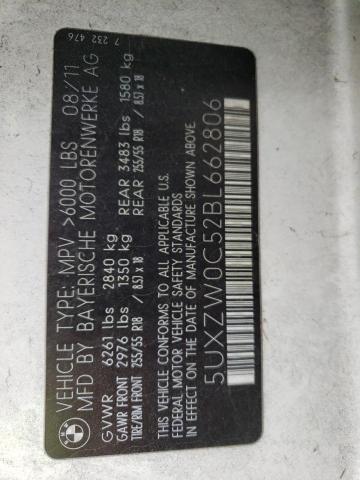 7 232 476
BMW
VEHICLE TYPE: MPV >6000 LBS 08/11
MFD BY BAYERISCHE MOTORENWERKE AG
GVWR 6261 lbs 2840 kg
GAWR FRONT 2976 lbs 1350 kg REAR 3483 lbs 1580 kg
TIRE/RIM FRONT 255/55 R18 / 8.5J x 18 REAR 255/55 R18 / 8.5J x 18
THIS VEHICLE CONFORMS TO ALL APPLICABLE U.S.
FEDERAL MOTOR VEHICLE SAFETY STANDARDS
IN EFFECT ON THE DATE OF MANUFACTURE SHOWN ABOVE.
5UXZW0C52BL662806